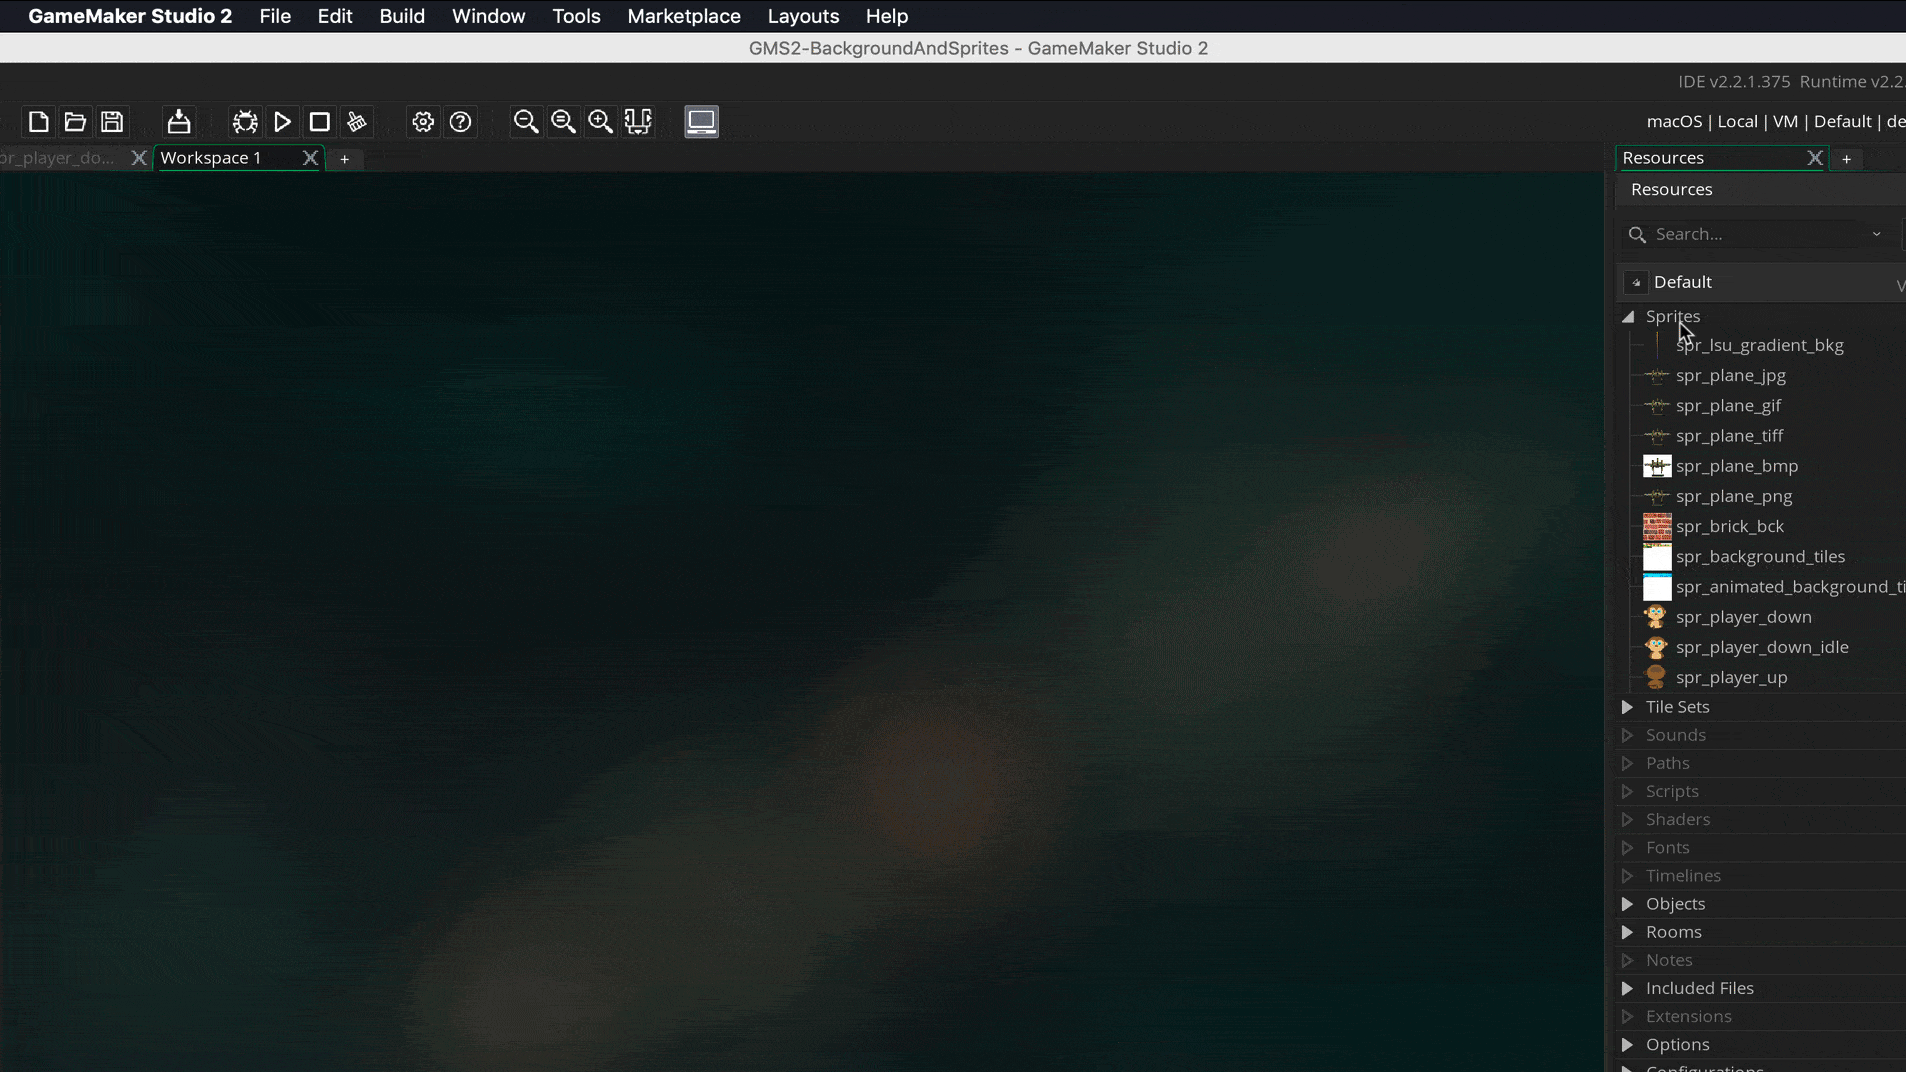 GameMaker Studio 2 File Edit Build Window Tools Marketplace Layouts Help
GMS2-BackgroundAndSprites - GameMaker Studio 2
IDE v2.2.1.375 Runtime v2.2.
macOS | Local | VM | Default | de
or_player_do... Workspace 1 +
Resources +
Resources
Search...
Default
Sprites
spr_lsu_gradient_bkg
spr_plane_jpg
spr_plane_gif
spr_plane_tiff
spr_plane_bmp
spr_plane_png
spr_brick_bck
spr_background_tiles
spr_animated_background_ti
spr_player_down
spr_player_down_idle
spr_player_up
Tile Sets
Sounds
Paths
Scripts
Shaders
Fonts
Timelines
Objects
Rooms
Notes
Included Files
Extensions
Options
Configurations